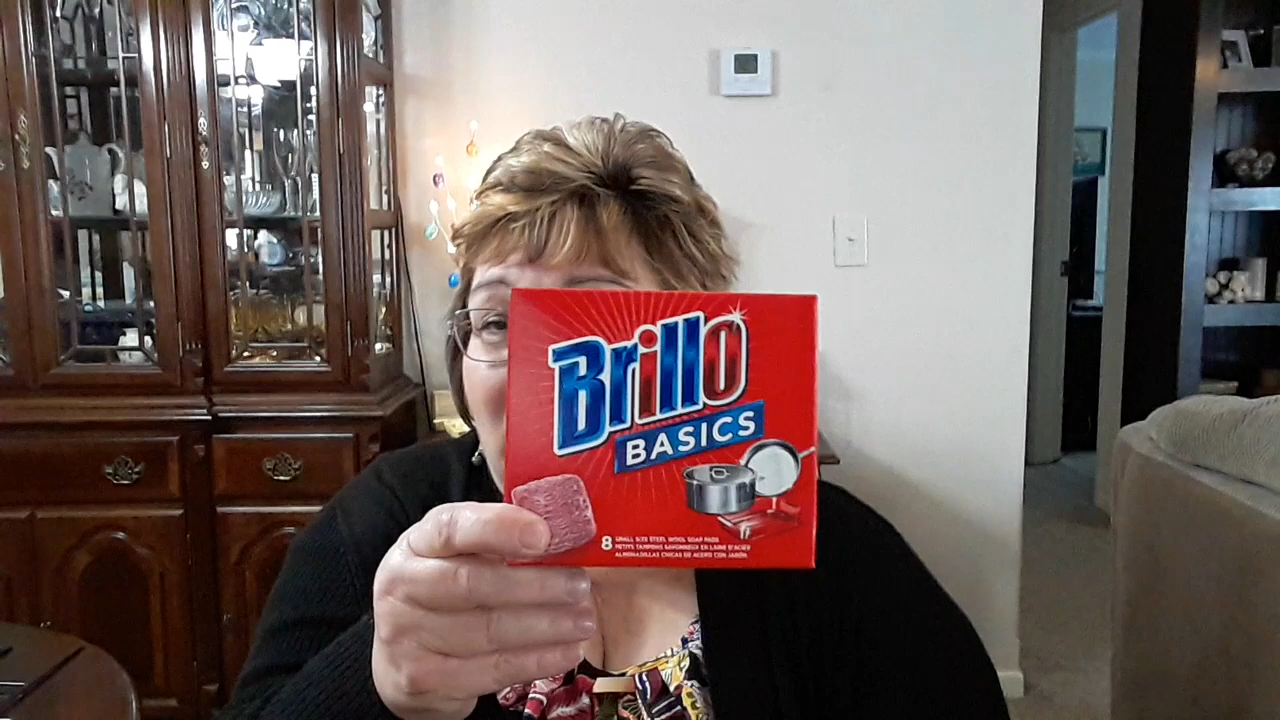 Brillo
BASICS
8 SMALL SIZE STEEL WOOL SOAP PADS
PETITS TAMPONS SAVONNEUX EN LAINE D'ACIER
ALMOHADILLAS CHICAS DE ACERO CON JABÓN